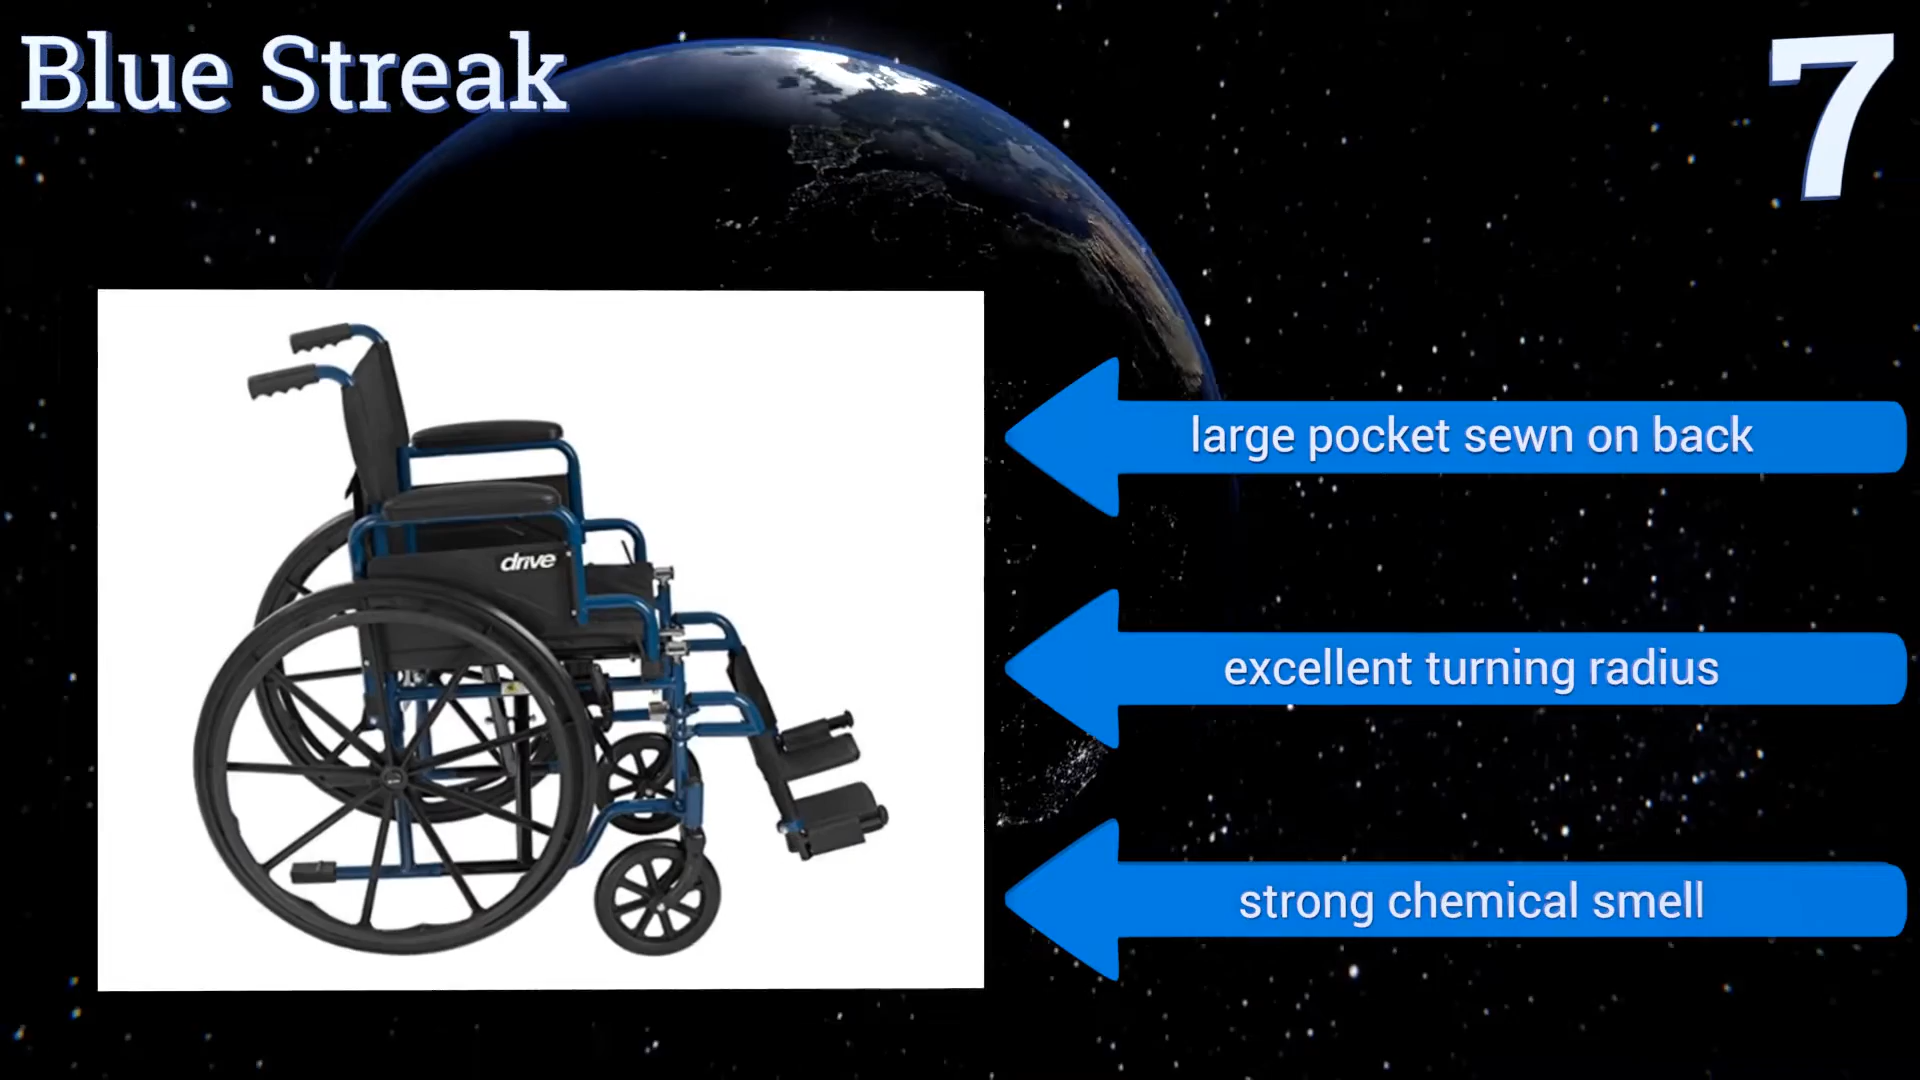 Blue Streak
7
drive
large pocket sewn on back
excellent turning radius
strong chemical smell